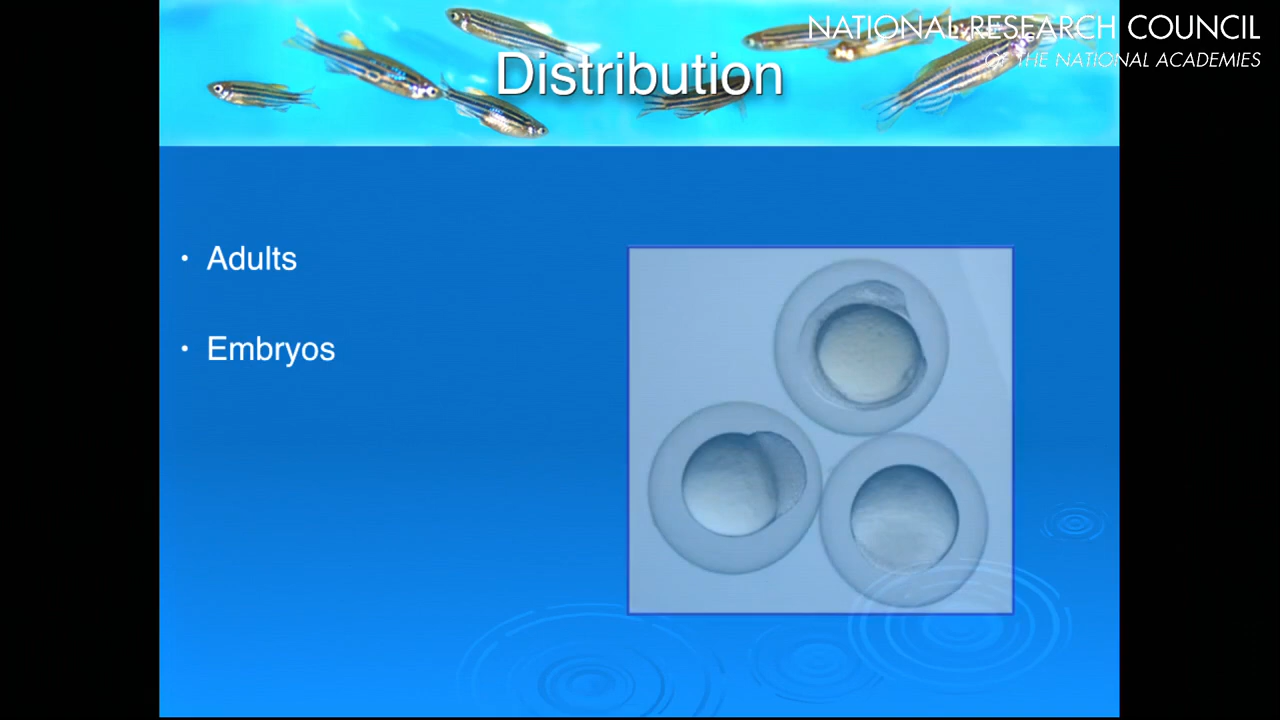 NATIONAL RESEARCH COUNCIL
OF THE NATIONAL ACADEMIES
Distribution
• Adults
• Embryos